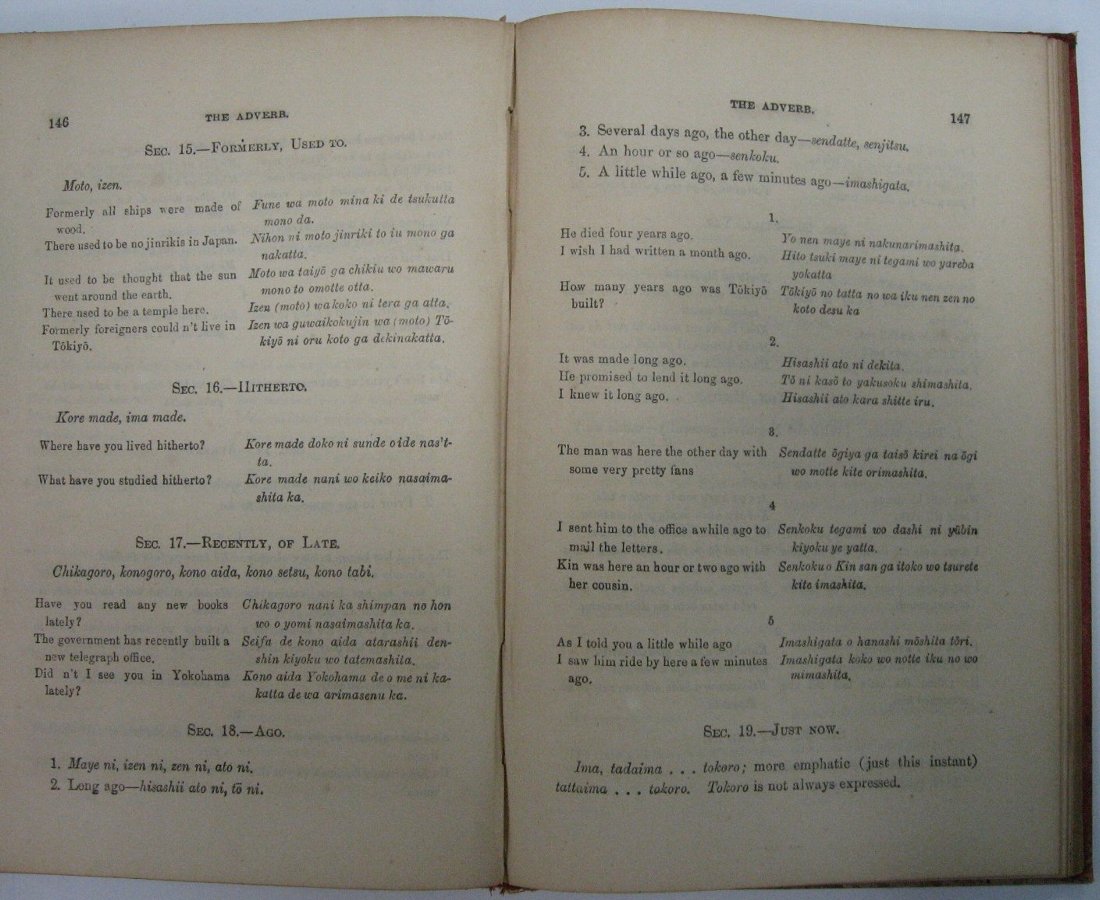 146
THE ADVERB.
SEC. 15.—FORMERLY, USED TO.
Moto, izen.
Formerly all ships were made of wood.
Fune wa moto mina ki de tsukutta mono da.
There used to be no jinrikis in Japan.
Nihon ni moto jinriki to iu mono ga nakatta.
It used to be thought that the sun went around the earth.
Moto wa taiyō ga chikiu wo mawaru mono to omotte otta.
There used to be a temple here.
Izen (moto) wa koko ni tera ga atta.
Formerly foreigners could n't live in Tōkiyō.
Izen wa guwaikokujin wa (moto) Tō-
kiyō ni oru koto ga dekinakatta.
SEC. 16.—HITHERTO.
Kore made, ima made.
Where have you lived hitherto?
Kore made doko ni sunde oide nas't-
ta.
What have you studied hitherto?
Kore made nani wo keiko nasaima-
shita ka.
SEC. 17.—RECENTLY, OF LATE.
Chikagoro, konogoro, kono aida, kono setsu, kono tabi.
Have you read any new books lately?
Chikagoro nani ka shimpan no hon wo o yomi nasaimashita ka.
The government has recently built a new telegraph office.
Seifa de kono aida atarashii den-
shin kiyoku wo tatemashita.
Did n't I see you in Yokohama lately?
Kono aida Yokohama de o me ni ka-
katta de wa arimasenu ka.
SEC. 18.—AGO.
1. Maye ni, izen ni, zen ni, ato ni.
2. Long ago—hisashii ato ni, tō ni.
THE ADVERB.
147
3. Several days ago, the other day—sendatte, senjitsu.
4. An hour or so ago—senkoku.
5. A little while ago, a few minutes ago—imashigata.
1.
He died four years ago.
Yo nen maye ni nakunarimashita.
I wish I had written a month ago.
Hito tsuki maye ni tegami wo yareba yokatta
How many years ago was Tōkiyō built?
Tōkiyō no tatta no wa iku nen zen no koto desu ka
2.
It was made long ago.
Hisashii ato ni dekita.
He promised to lend it long ago.
Tō ni kasō to yakusoku shimashita.
I knew it long ago.
Hisashii ato kara shitte iru.
3.
The man was here the other day with some very pretty fans
Sendatte ōgiya ga taisō kirei na ōgi wo motte kite orimashita.
4
I sent him to the office awhile ago to mail the letters.
Senkoku tegami wo dashi ni yūbin kiyoku ye yatta.
Kin was here an hour or two ago with her cousin.
Senkoku o Kin san ga itoko wo tsurete kite imashita.
5
As I told you a little while ago
Imashigata o hanashi mōshita tōri.
I saw him ride by here a few minutes ago.
Imashigata koko wo notte iku no wo mimashita.
SEC. 19.—JUST NOW.
Ima, tadaima . . . tokoro; more emphatic (just this instant)
tattaima . . . tokoro. Tokoro is not always expressed.